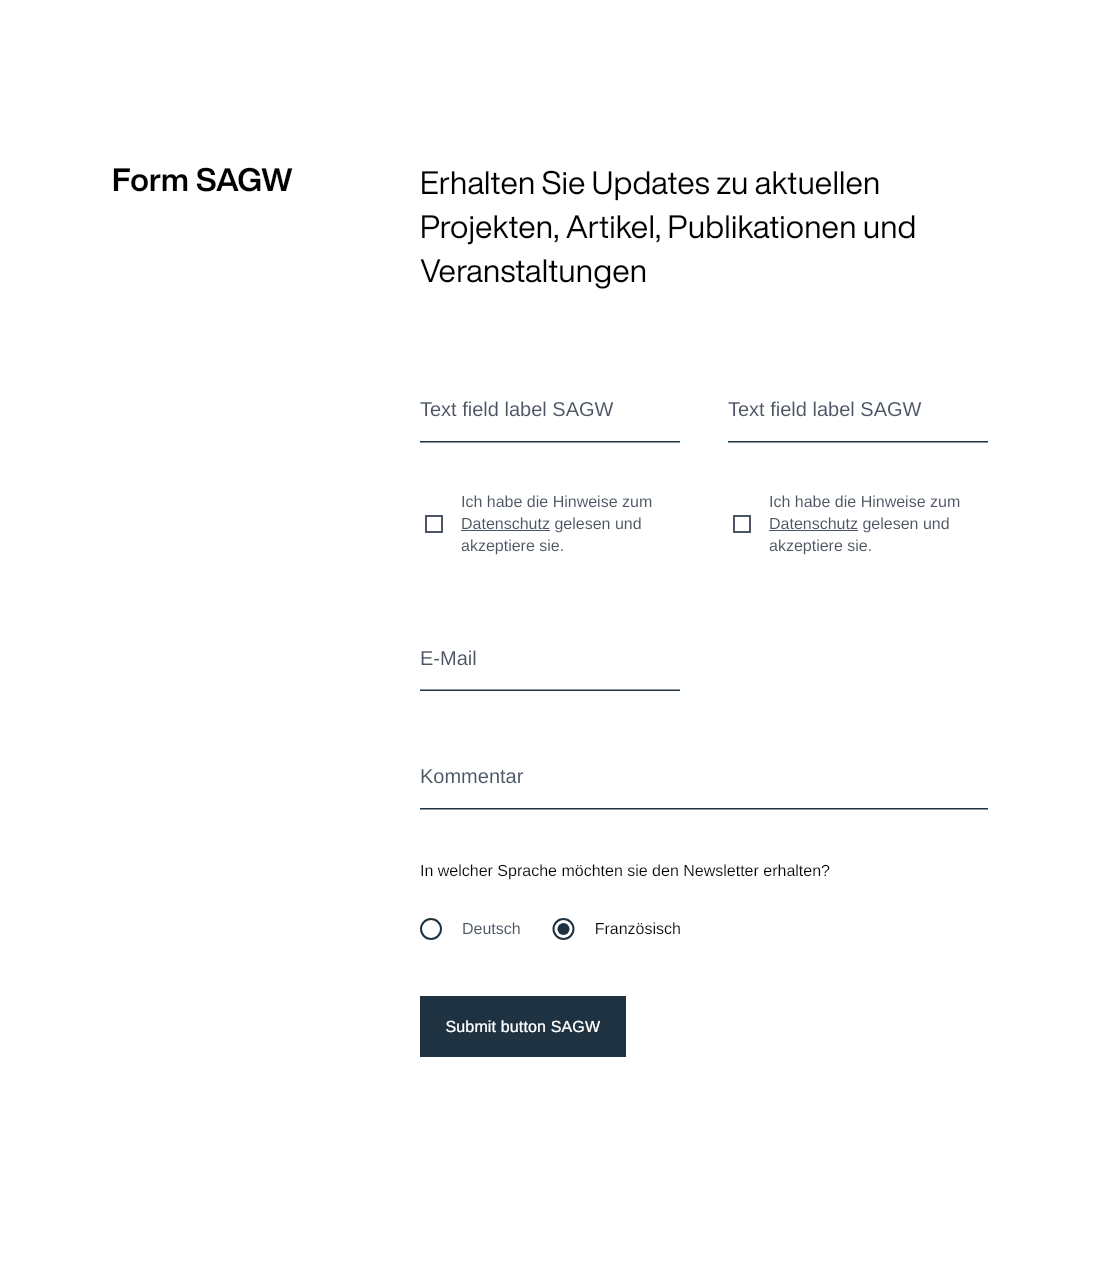 Form SAGW
Erhalten Sie Updates zu aktuellen
Projekten, Artikel, Publikationen und
Veranstaltungen
Text field label SAGW
Text field label SAGW
Ich habe die Hinweise zum
Datenschutz gelesen und
akzeptiere sie.
Ich habe die Hinweise zum
Datenschutz gelesen und
akzeptiere sie.
E-Mail
Kommentar
In welcher Sprache möchten sie den Newsletter erhalten?
Deutsch
Französisch
Submit button SAGW